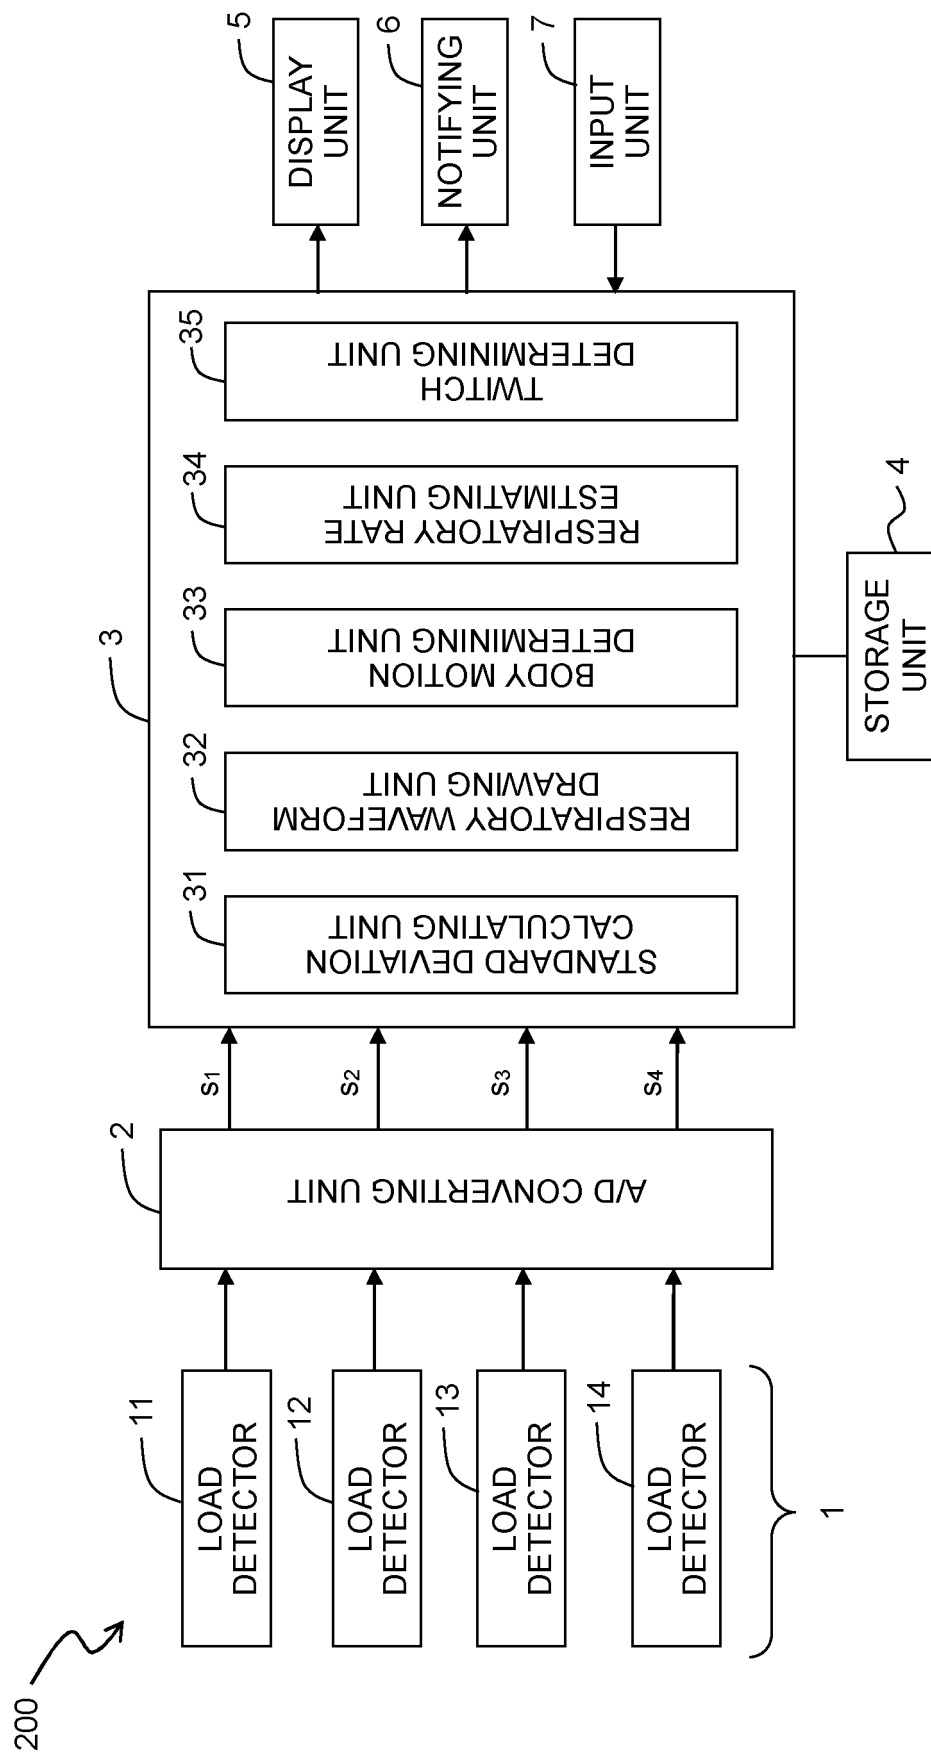 200
11
LOAD
DETECTOR
12
LOAD
DETECTOR
13
LOAD
DETECTOR
14
LOAD
DETECTOR
1
2
A/D CONVERTING UNIT
s1
s2
s3
s4
3
31
STANDARD DEVIATION
CALCULATING UNIT
32
RESPIRATORY WAVEFORM
DRAWING UNIT
33
BODY MOTION
DETERMINING UNIT
34
RESPIRATORY RATE
ESTIMATING UNIT
35
TWITCH
DETERMINING UNIT
4
STORAGE
UNIT
5
DISPLAY
UNIT
6
NOTIFYING
UNIT
7
INPUT
UNIT